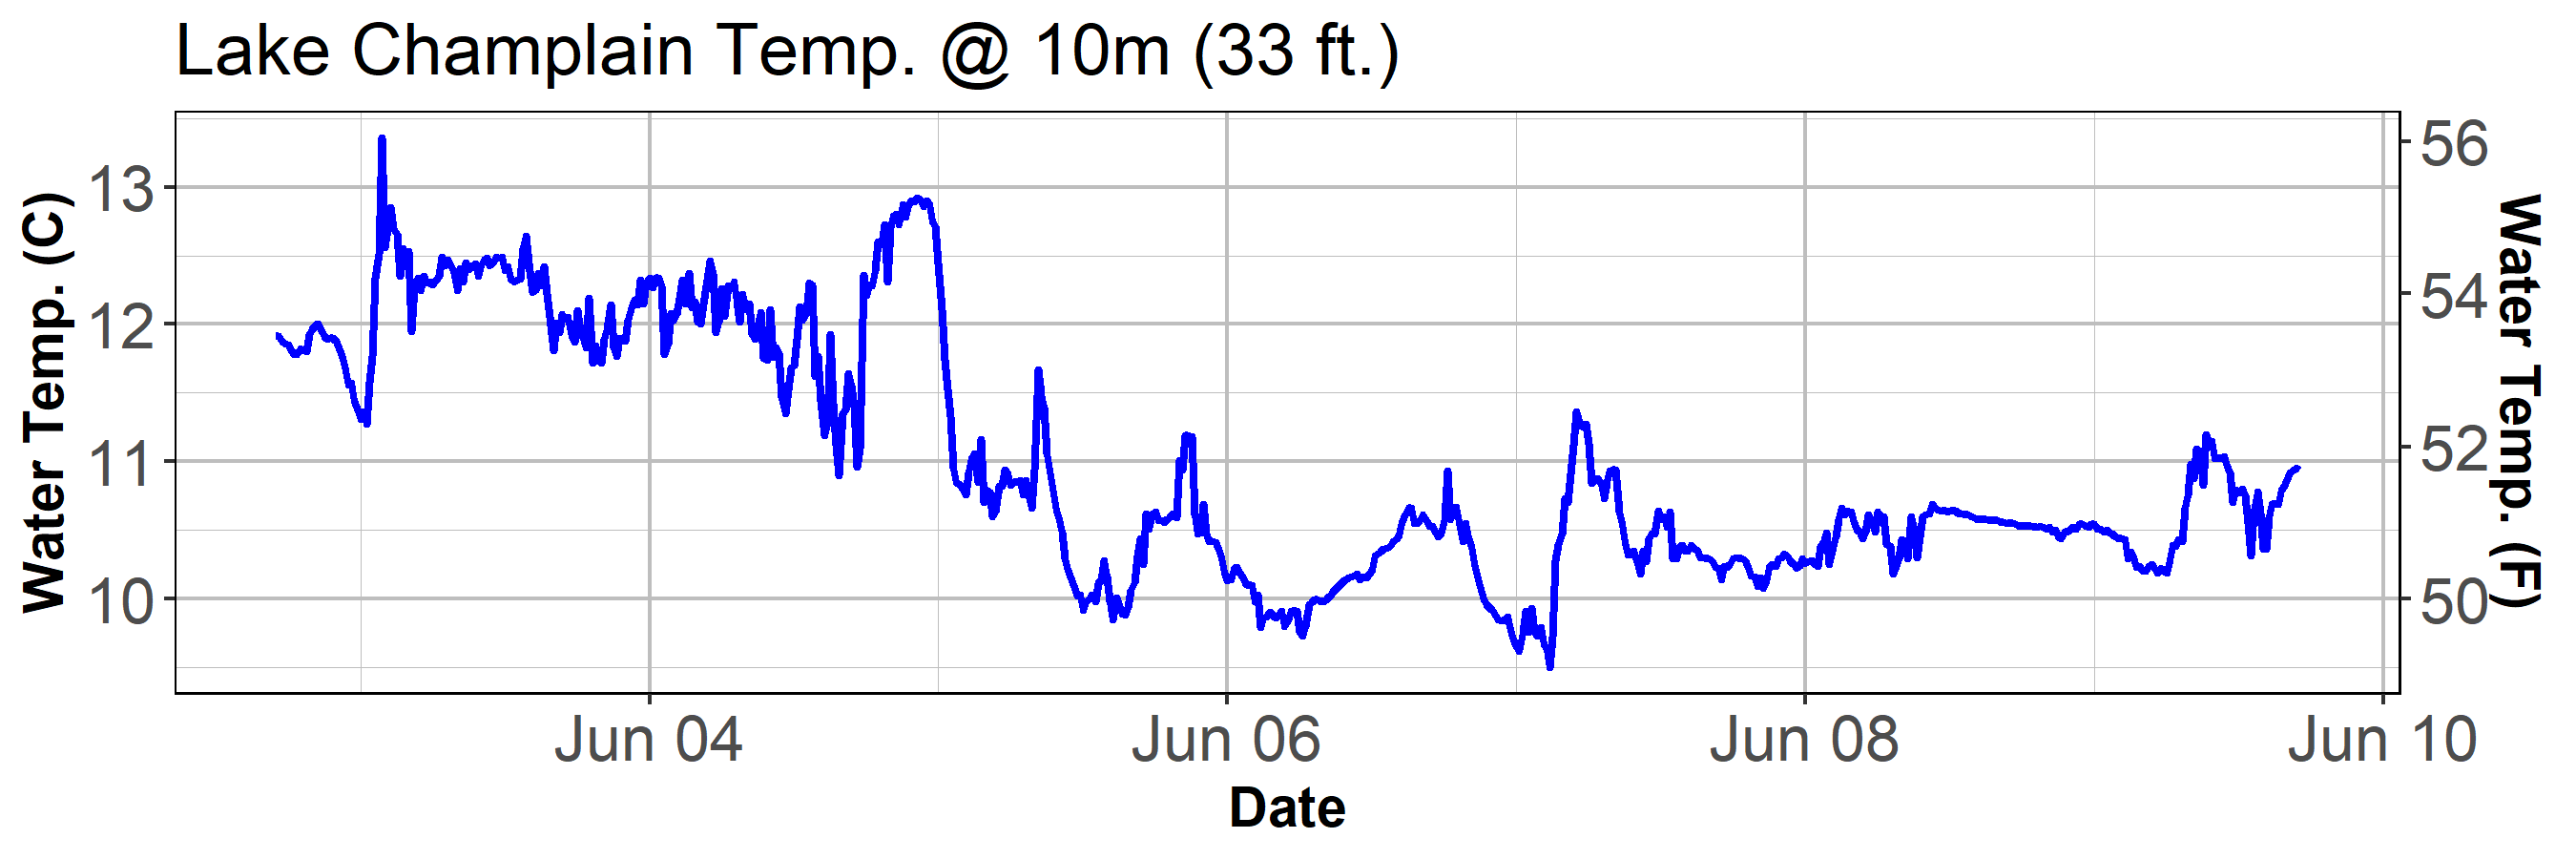 Lake Champlain Temp. @ 10m (33 ft.)
Water Temp. (C)
13
12
11
10
56
54
52
50
Water Temp. (F)
Jun 04
Jun 06
Jun 08
Jun 10
Date